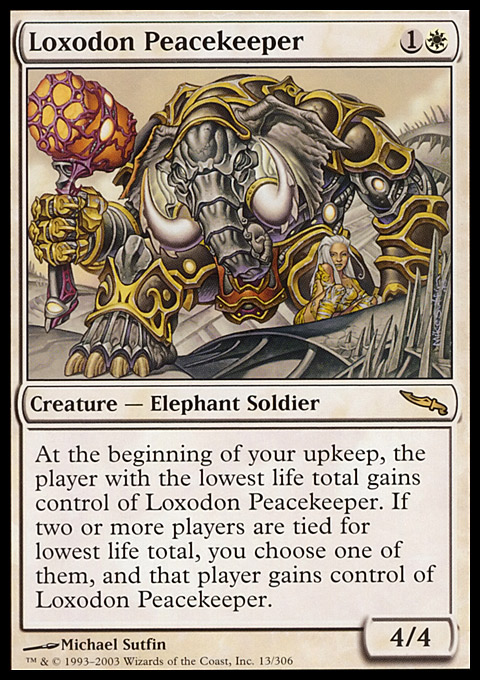 Loxodon Peacekeeper 1
Creature — Elephant Soldier
At the beginning of your upkeep, the
player with the lowest life total gains
control of Loxodon Peacekeeper. If
two or more players are tied for
lowest life total, you choose one of
them, and that player gains control of
Loxodon Peacekeeper.
Michael Sutfin
4/4
™ & © 1993–2003 Wizards of the Coast, Inc. 13/306